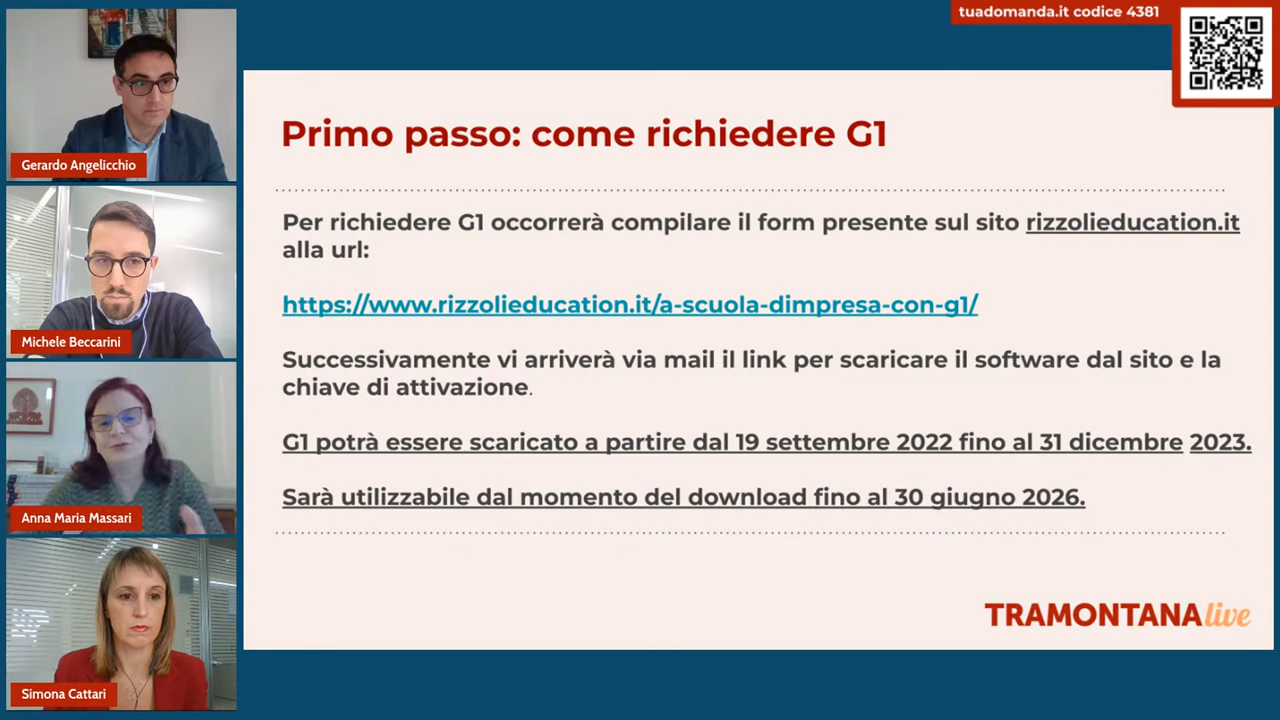 tuadomanda.it codice 4381
Gerardo Angelicchio
Michele Beccarini
Anna Maria Massari
Simona Cattari
Primo passo: come richiedere G1
Per richiedere G1 occorrerà compilare il form presente sul sito rizzolieducation.it
alla url:
https://www.rizzolieducation.it/a-scuola-dimpresa-con-g1/
Successivamente vi arriverà via mail il link per scaricare il software dal sito e la
chiave di attivazione.
G1 potrà essere scaricato a partire dal 19 settembre 2022 fino al 31 dicembre 2023.
Sarà utilizzabile dal momento del download fino al 30 giugno 2026.
TRAMONTANA live